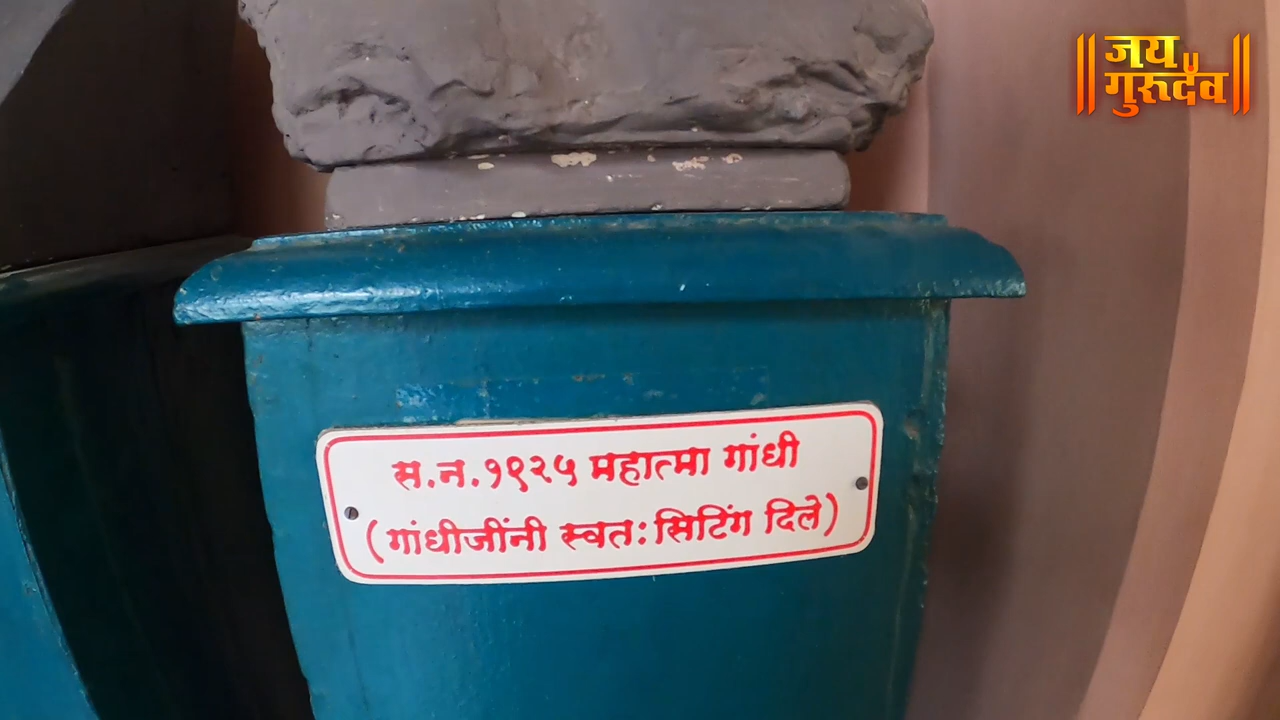 जय
गुरूदेव
स.न.१९२५ महात्मा गांधी
(गांधीजींनी स्वतः सिटिंग दिले)